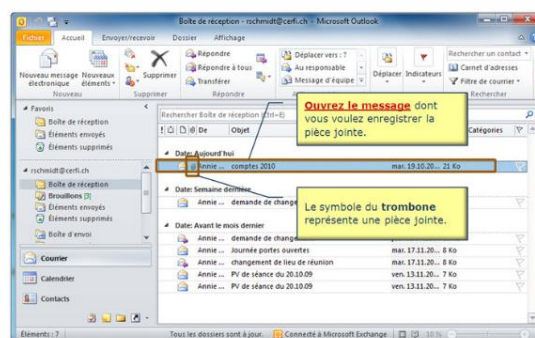 Boîte de réception - rschmidt@cerfi.ch - Microsoft Outlook
Fichier Accueil Envoyer/recevoir Dossier Affichage
Nouveau message électronique
Nouveaux éléments
Supprimer
Répondre
Répondre à tous
Transférer
Déplacer vers : ?
Au responsable
Message d'équipe
Déplacer
Indicateurs
Rechercher un contact
Carnet d'adresses
Filtrer le courrier
Nouveau Supprimer Répondre Rechercher
Favoris
Boîte de réception
Éléments envoyés
Éléments supprimés
rschmidt@cerfi.ch
Boîte de réception
Brouillons [3]
Éléments envoyés
Éléments supprimés
Boîte d'envoi
Courrier
Calendrier
Contacts
Rechercher Boîte de réception (Ctrl+E)
De Objet Catégories
Date: Aujourd'hui
Annie ... comptes 2010 mar. 19.10.20... 21 Ko
Date: Semaine dernière
Annie ... demande de change
Date: Avant le mois dernier
Annie ... demande de chang
Annie ... Journée portes ouvertes mar. 17.11.20... 8 Ko
Annie ... changement de lieu de réunion mar. 17.11.20... 8 Ko
Annie ... PV de séance du 20.10.09 ven. 13.11.20... 7 Ko
Annie ... PV de séance du 20.10.09 ven. 13.11.20... 7 Ko
Ouvrez le message dont
vous voulez enregistrer la
pièce jointe.
Le symbole du trombone
représente une pièce jointe.
Éléments : 7 Tous les dossiers sont à jour. Connecté à Microsoft Exchange 10 %